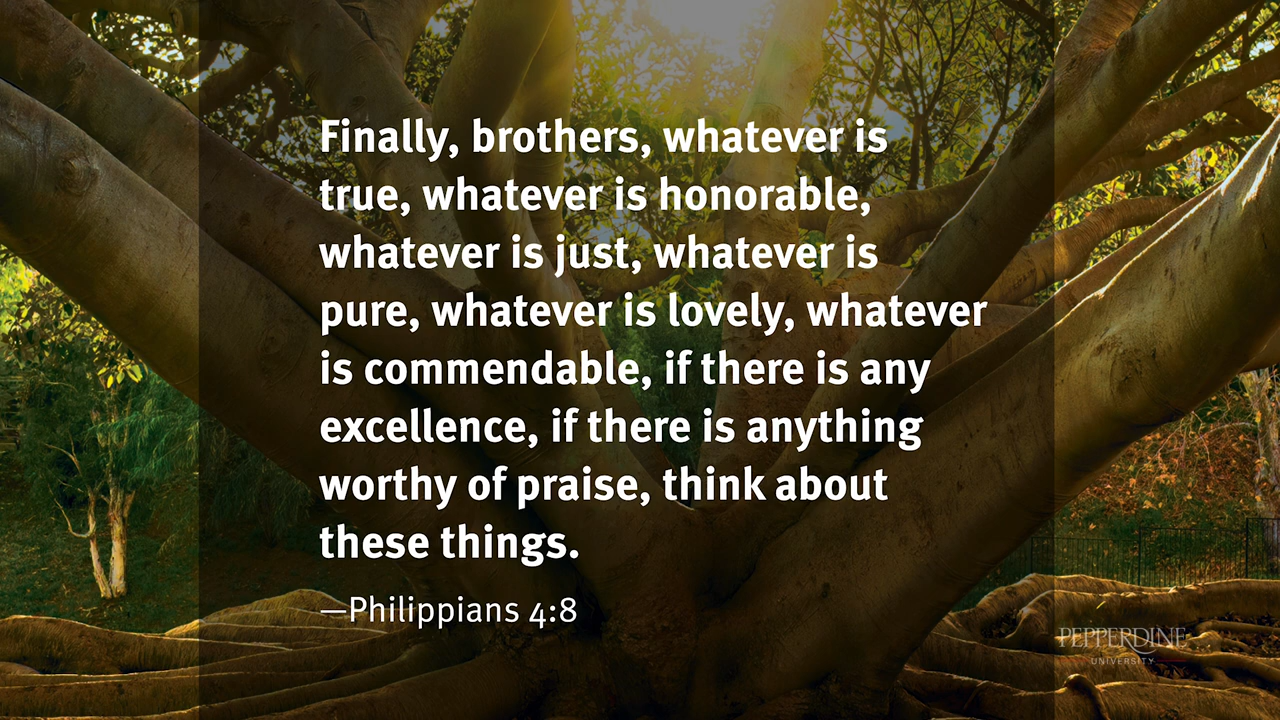 Finally, brothers, whatever is
true, whatever is honorable,
whatever is just, whatever is
pure, whatever is lovely, whatever
is commendable, if there is any
excellence, if there is anything
worthy of praise, think about
these things.
—Philippians 4:8
PEPPERDINE
UNIVERSITY